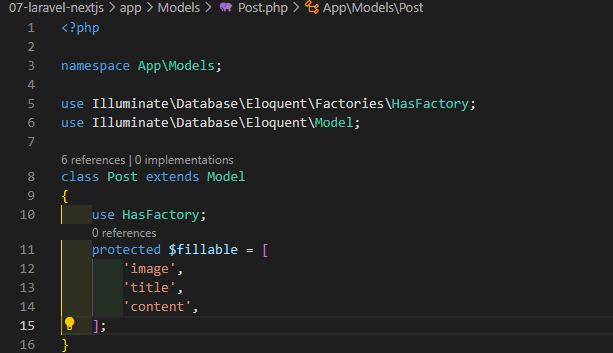 07-laravel-nextjs > app > Models > Post.php > App\Models\Post
1 <?php
2
3 namespace App\Models;
4
5 use Illuminate\Database\Eloquent\Factories\HasFactory;
6 use Illuminate\Database\Eloquent\Model;
7
6 references | 0 implementations
8 class Post extends Model
9 {
10 use HasFactory;
0 references
11 protected $fillable = [
12 'image',
13 'title',
14 'content',
15 ];
16 }